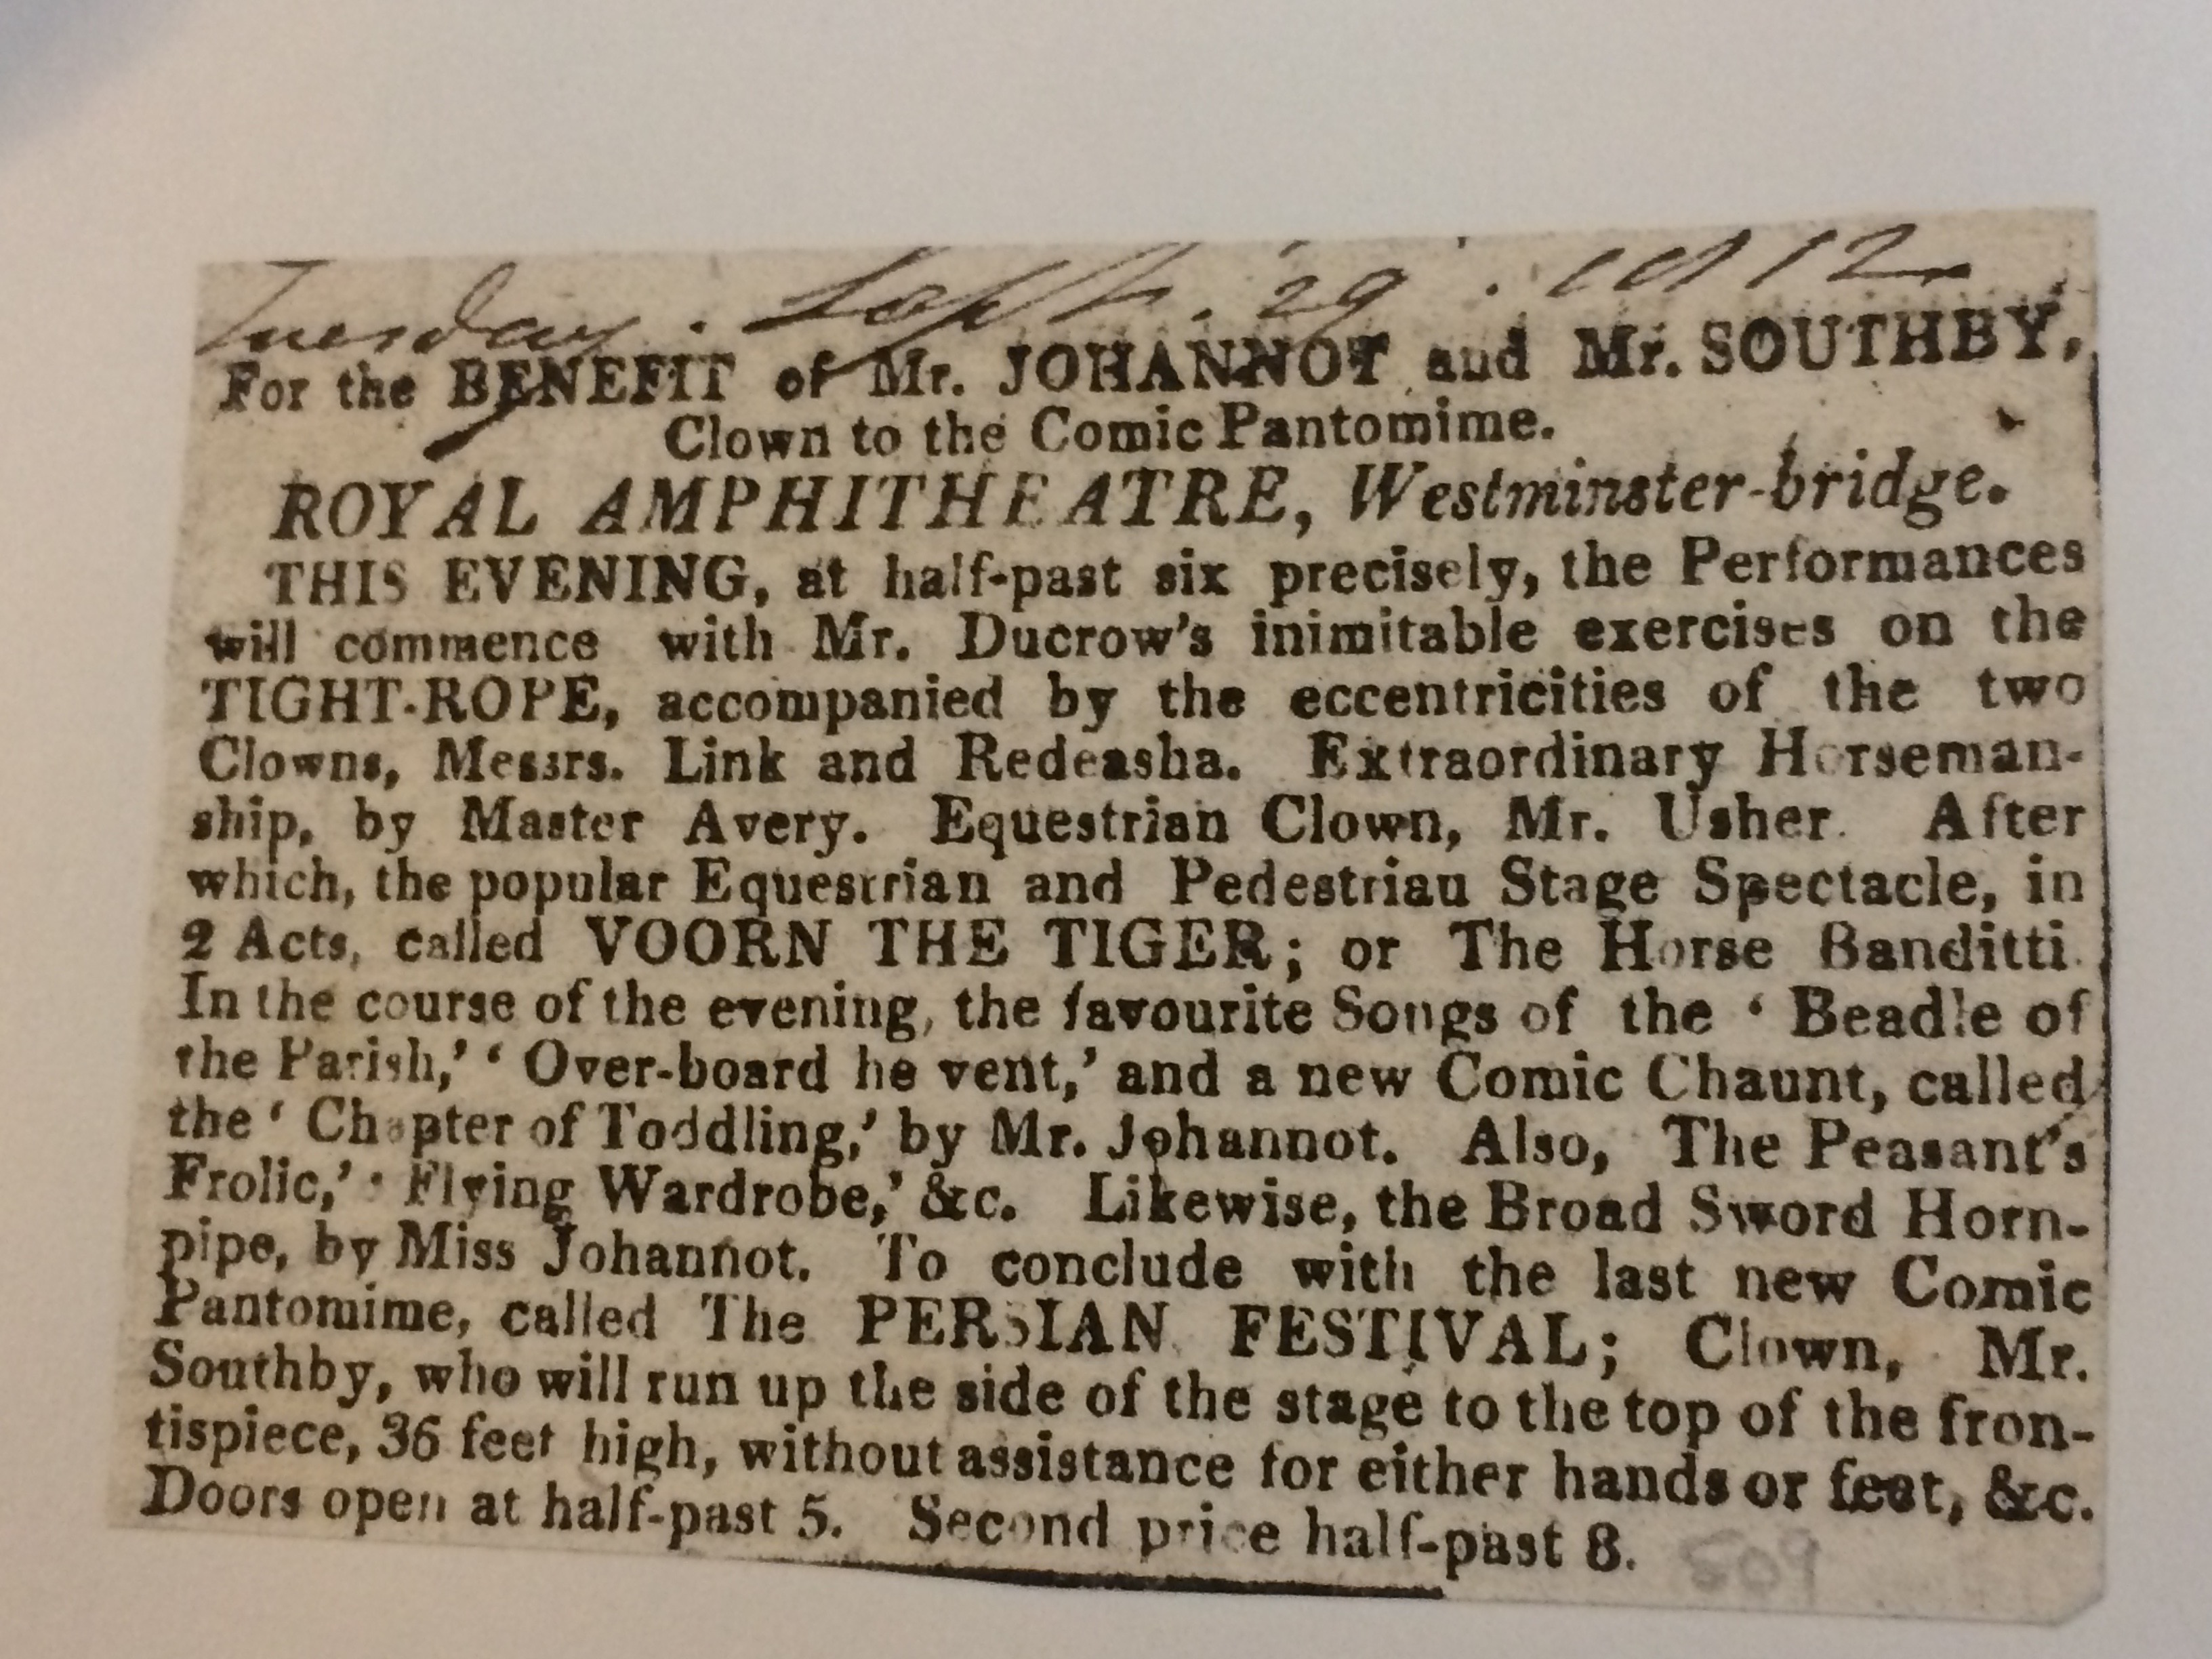 Tuesday. Sept. 29. 1812
For the BENEFIT of Mr. JOHANNOT and Mr. SOUTHBY,
Clown to the Comic Pantomime.
ROYAL AMPHITHEATRE, Westminster-bridge.
THIS EVENING, at half-past six precisely, the Performances
will commence with Mr. Ducrow's inimitable exercises on the
TIGHT-ROPE, accompanied by the eccentricities of the two
Clowns, Messrs. Link and Redeasha. Extraordinary Horseman-
ship, by Master Avery. Equestrian Clown, Mr. Usher. After
which, the popular Equestrian and Pedestrian Stage Spectacle, in
2 Acts, called VOORN THE TIGER; or The Horse Banditti.
In the course of the evening, the favourite Songs of the ‘ Beadle of
the Parish,’ ‘ Over-board he vent,’ and a new Comic Chaunt, called
the ‘ Chapter of Toddling,’ by Mr. Johannot. Also, The Peasant's
Frolic,’ ‘ Flying Wardrobe,’ &c. Likewise, the Broad Sword Horn-
pipe, by Miss Johannot. To conclude with the last new Comic
Pantomime, called The PERSIAN FESTIVAL; Clown, Mr.
Southby, who will run up the side of the stage to the top of the fron-
tispiece, 36 feet high, without assistance for either hands or feet, &c.
Doors open at half-past 5. Second price half-past 8.
509